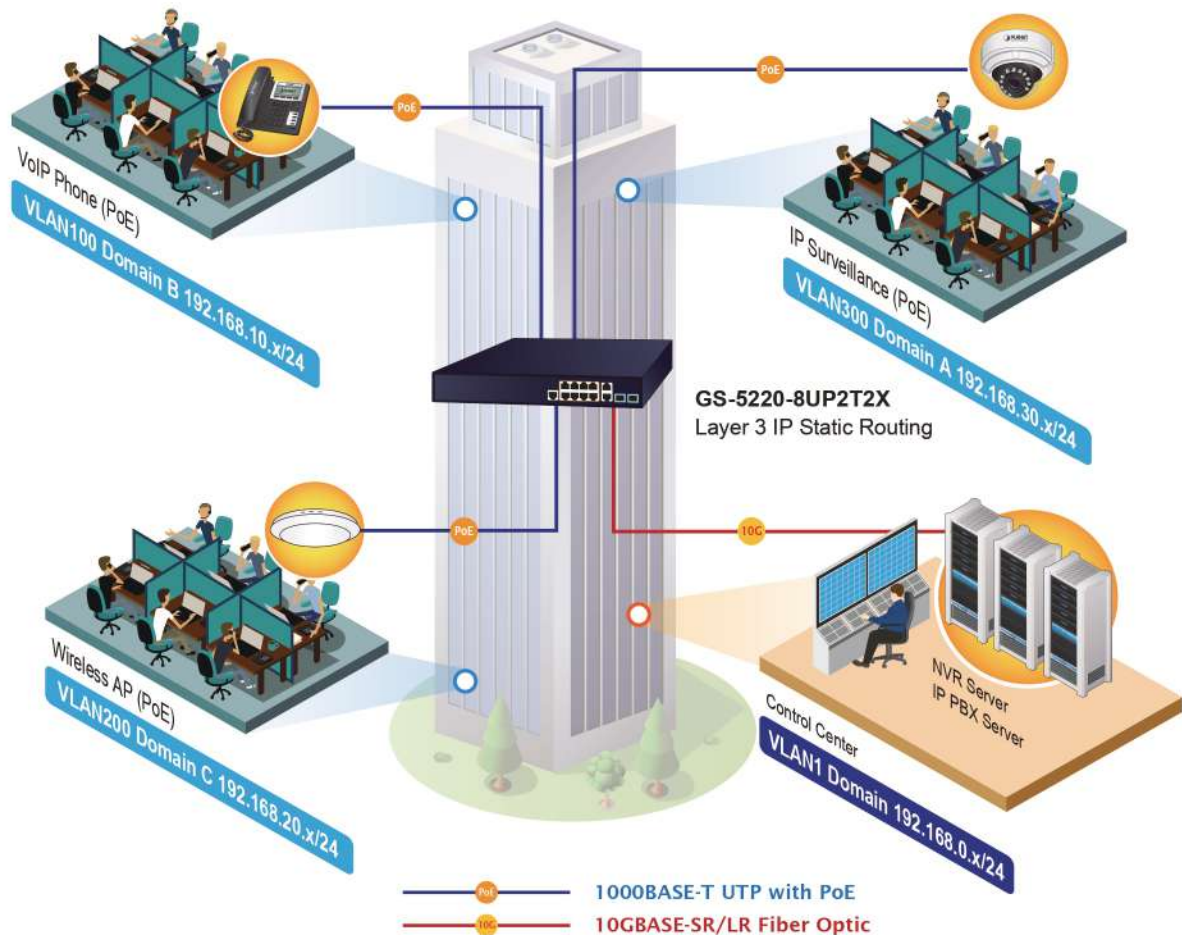 PoE
PoE
PLANET
VoIP Phone (PoE)
VLAN100 Domain B 192.168.10.x/24
IP Surveillance (PoE)
VLAN300 Domain A 192.168.30.x/24
GS-5220-8UP2T2X
Layer 3 IP Static Routing
PoE
10G
Wireless AP (PoE)
VLAN200 Domain C 192.168.20.x/24
NVR Server
IP PBX Server
Control Center
VLAN1 Domain 192.168.0.x/24
PoE
1000BASE-T UTP with PoE
10G
10GBASE-SR/LR Fiber Optic